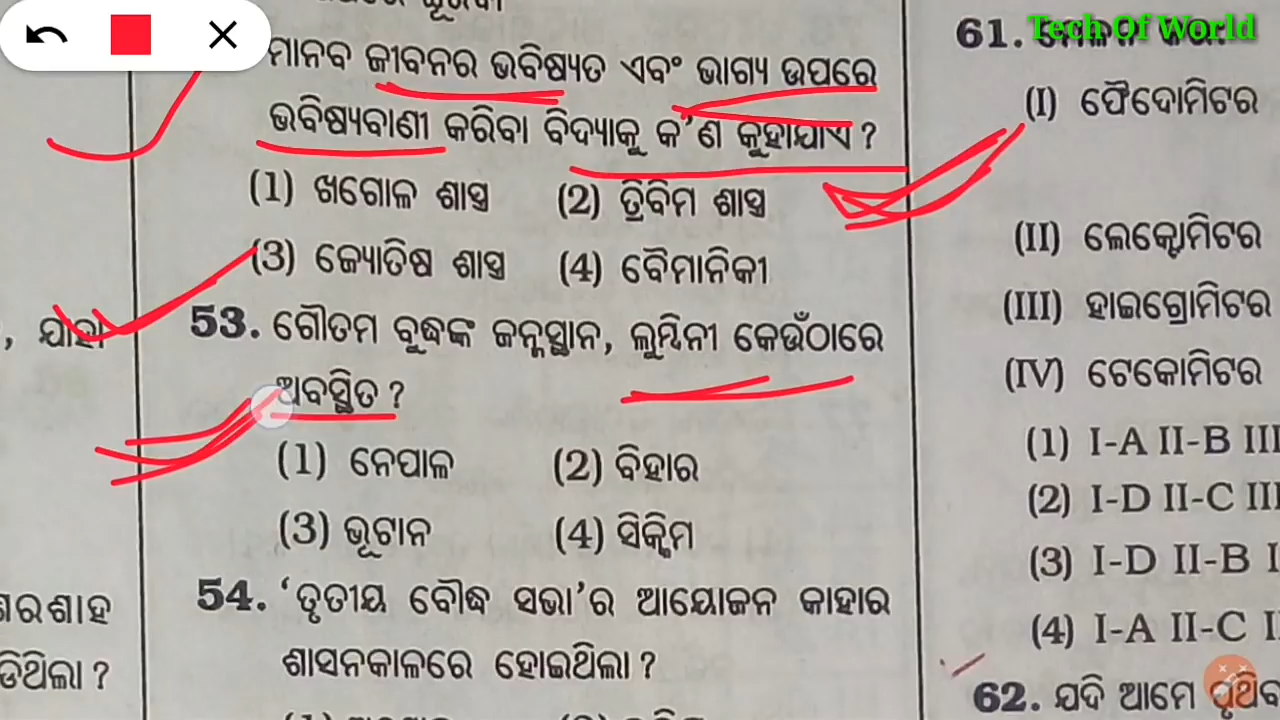 ମାନବ ଜୀବନର ଭବିଷ୍ୟତ ଏବଂ ଭାଗ୍ୟ ଉପରେ
ଭବିଷ୍ୟବାଣୀ କରିବା ବିଦ୍ୟାକୁ କ'ଣ କୁହାଯାଏ ?
(1) ଖଗୋଳ ଶାସ୍ତ୍ର (2) ତ୍ରିବିମ ଶାସ୍ତ୍ର
(3) ଜ୍ୟୋତିଷ ଶାସ୍ତ୍ର (4) ବୈମାନିକୀ
53. ଗୌତମ ବୁଦ୍ଧଙ୍କ ଜନ୍ମସ୍ଥାନ, ଲୁମ୍ବିନୀ କେଉଁଠାରେ
ଅବସ୍ଥିତ ?
(1) ନେପାଳ (2) ବିହାର
(3) ଭୂଟାନ (4) ସିକ୍କିମ
54. 'ତୃତୀୟ ବୌଦ୍ଧ ସଭା'ର ଆୟୋଜନ କାହାର
ଶାସନକାଳରେ ହୋଇଥିଲା ?
, ଯାହା
Tech Of World
61.
(I) ଫୈଦୋମିଟର
(II) ଲେକ୍ଟୋମିଟର
(III) ହାଇଗ୍ରୋମିଟର
(IV) ଟେକୋମିଟର
(1) I-A II-B III
(2) I-D II-C III
(3) I-D II-B
(4) I-A II-C
62. ଯଦି ଆମେ